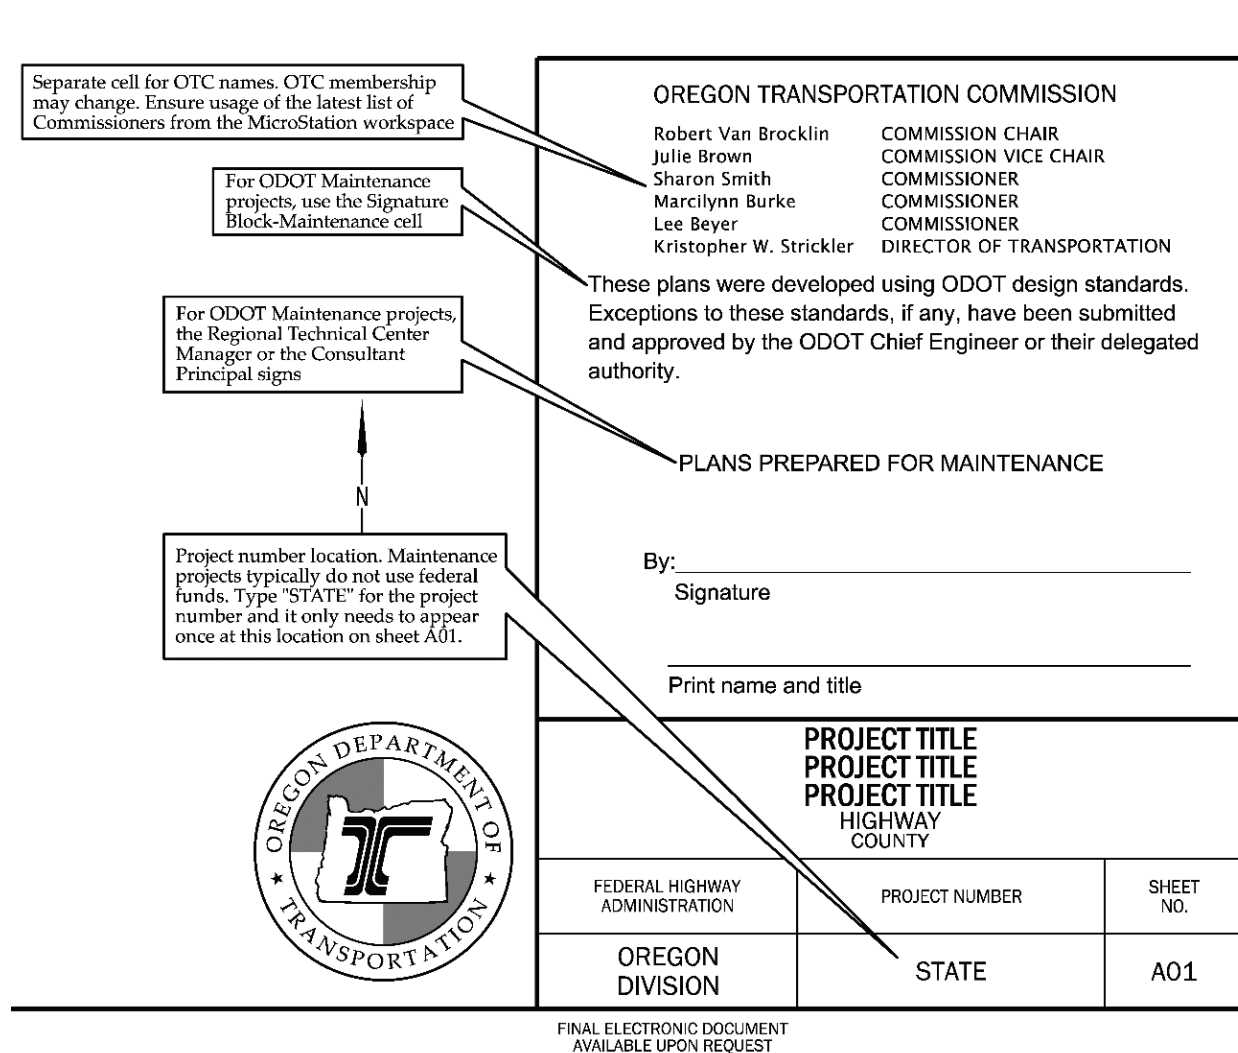 Separate cell for OTC names. OTC membership
may change. Ensure usage of the latest list of
Commissioners from the MicroStation workspace
For ODOT Maintenance
projects, use the Signature
Block-Maintenance cell
For ODOT Maintenance projects,
the Regional Technical Center
Manager or the Consultant
Principal signs
N
Project number location. Maintenance
projects typically do not use federal
funds. Type "STATE" for the project
number and it only needs to appear
once at this location on sheet A01.
OREGON DEPARTMENT OF
TRANSPORTATION
OREGON TRANSPORTATION COMMISSION
Robert Van Brocklin COMMISSION CHAIR
Julie Brown COMMISSION VICE CHAIR
Sharon Smith COMMISSIONER
Marcilynn Burke COMMISSIONER
Lee Beyer COMMISSIONER
Kristopher W. Strickler DIRECTOR OF TRANSPORTATION
These plans were developed using ODOT design standards.
Exceptions to these standards, if any, have been submitted
and approved by the ODOT Chief Engineer or their delegated
authority.
PLANS PREPARED FOR MAINTENANCE
By:
Signature
Print name and title
PROJECT TITLE
PROJECT TITLE
PROJECT TITLE
HIGHWAY
COUNTY
FEDERAL HIGHWAY
ADMINISTRATION
PROJECT NUMBER
SHEET
NO.
OREGON
DIVISION
STATE
A01
FINAL ELECTRONIC DOCUMENT
AVAILABLE UPON REQUEST